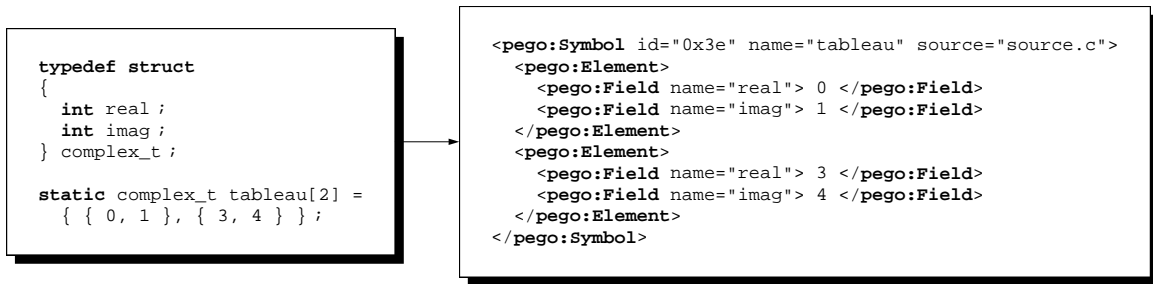 typedef struct
{
  int real ;
  int imag ;
} complex_t ;

static complex_t tableau[2] =
  { { 0, 1 }, { 3, 4 } } ;

<pego:Symbol id="0x3e" name="tableau" source="source.c">
  <pego:Element>
    <pego:Field name="real"> 0 </pego:Field>
    <pego:Field name="imag"> 1 </pego:Field>
  </pego:Element>
  <pego:Element>
    <pego:Field name="real"> 3 </pego:Field>
    <pego:Field name="imag"> 4 </pego:Field>
  </pego:Element>
</pego:Symbol>